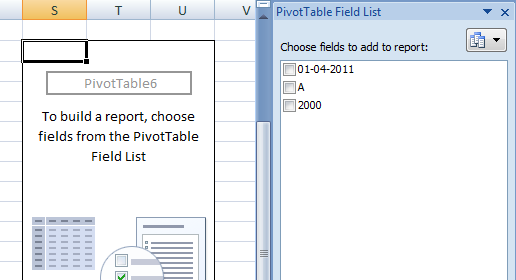 S T U V
PivotTable6
To build a report, choose
fields from the PivotTable
Field List
PivotTable Field List
Choose fields to add to report:
01-04-2011
A
2000